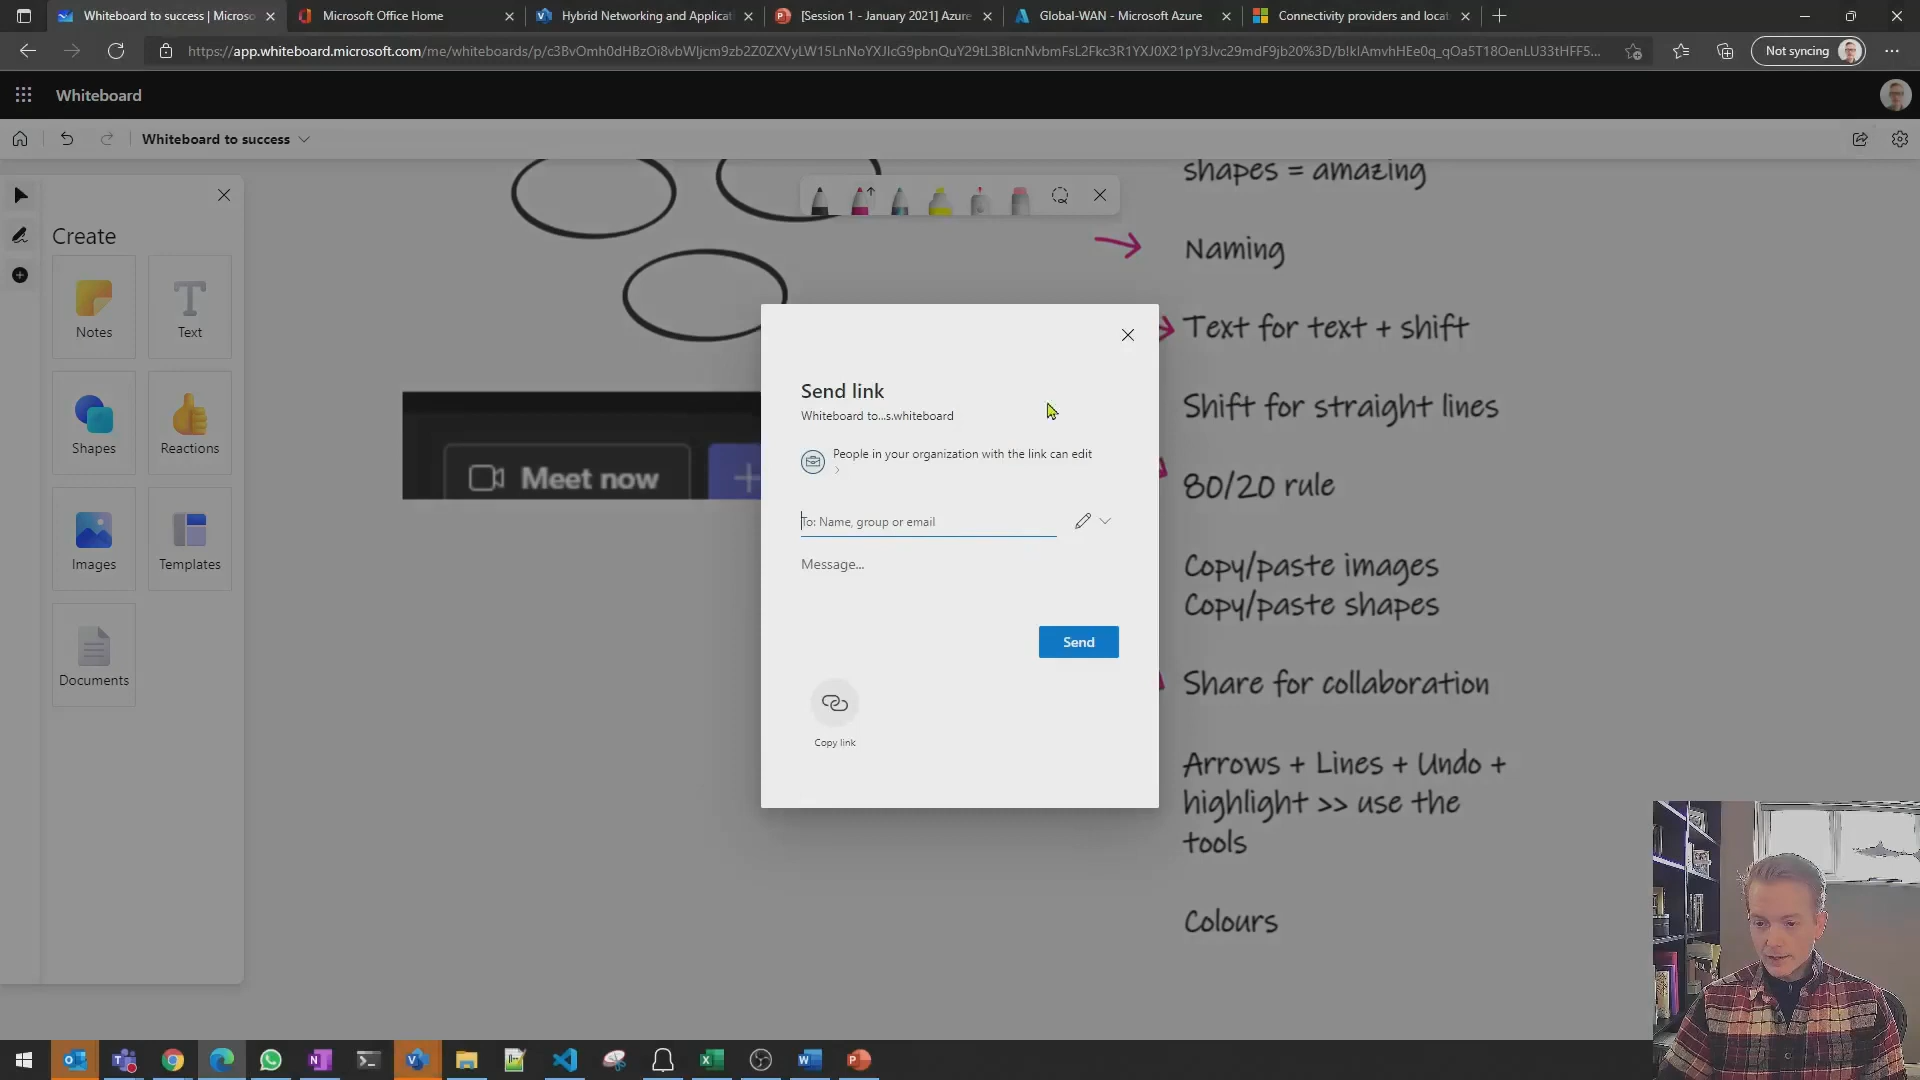 Whiteboard to success | Microso
Microsoft Office Home
Hybrid Networking and Applicati
[Session 1 - January 2021] Azure
Global-WAN - Microsoft Azure
Connectivity providers and locat
Not syncing
Whiteboard
Whiteboard to success
shapes = amazing
Create
Naming
Notes
Text
Text for text + shift
Send link
Whiteboard to...s.whiteboard
Shift for straight lines
Shapes
Reactions
People in your organization with the link can edit
Meet now
80/20 rule
To: Name, group or email
Images
Templates
Message...
Copy/paste images
Copy/paste shapes
Send
Documents
Share for collaboration
Copy link
Arrows + Lines + Undo +
highlight >> use the
tools
Colours